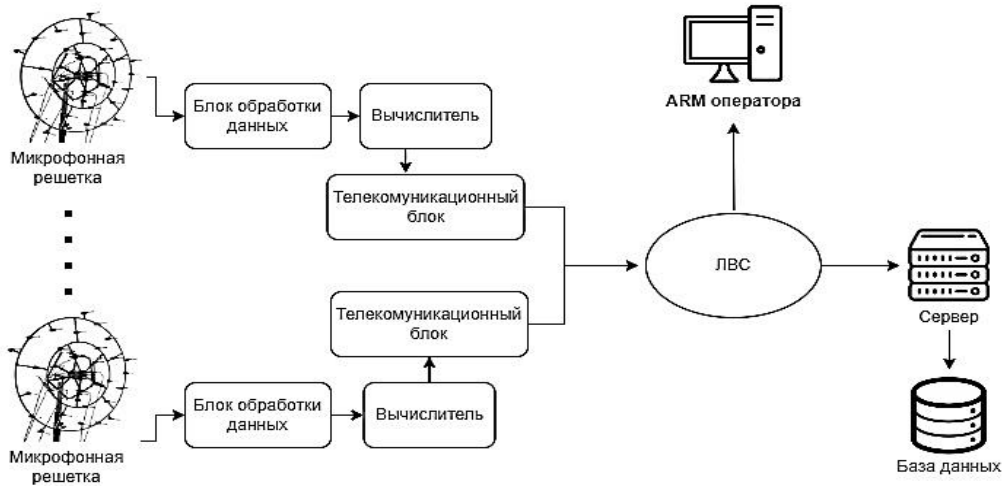 ARM оператора
Блок обработки
данных
Вычислитель
Микрофонная
решетка
Телекомуникационный
блок
ЛВС
Телекомуникационный
блок
Сервер
Блок обработки
данных
Вычислитель
Микрофонная
решетка
База данных